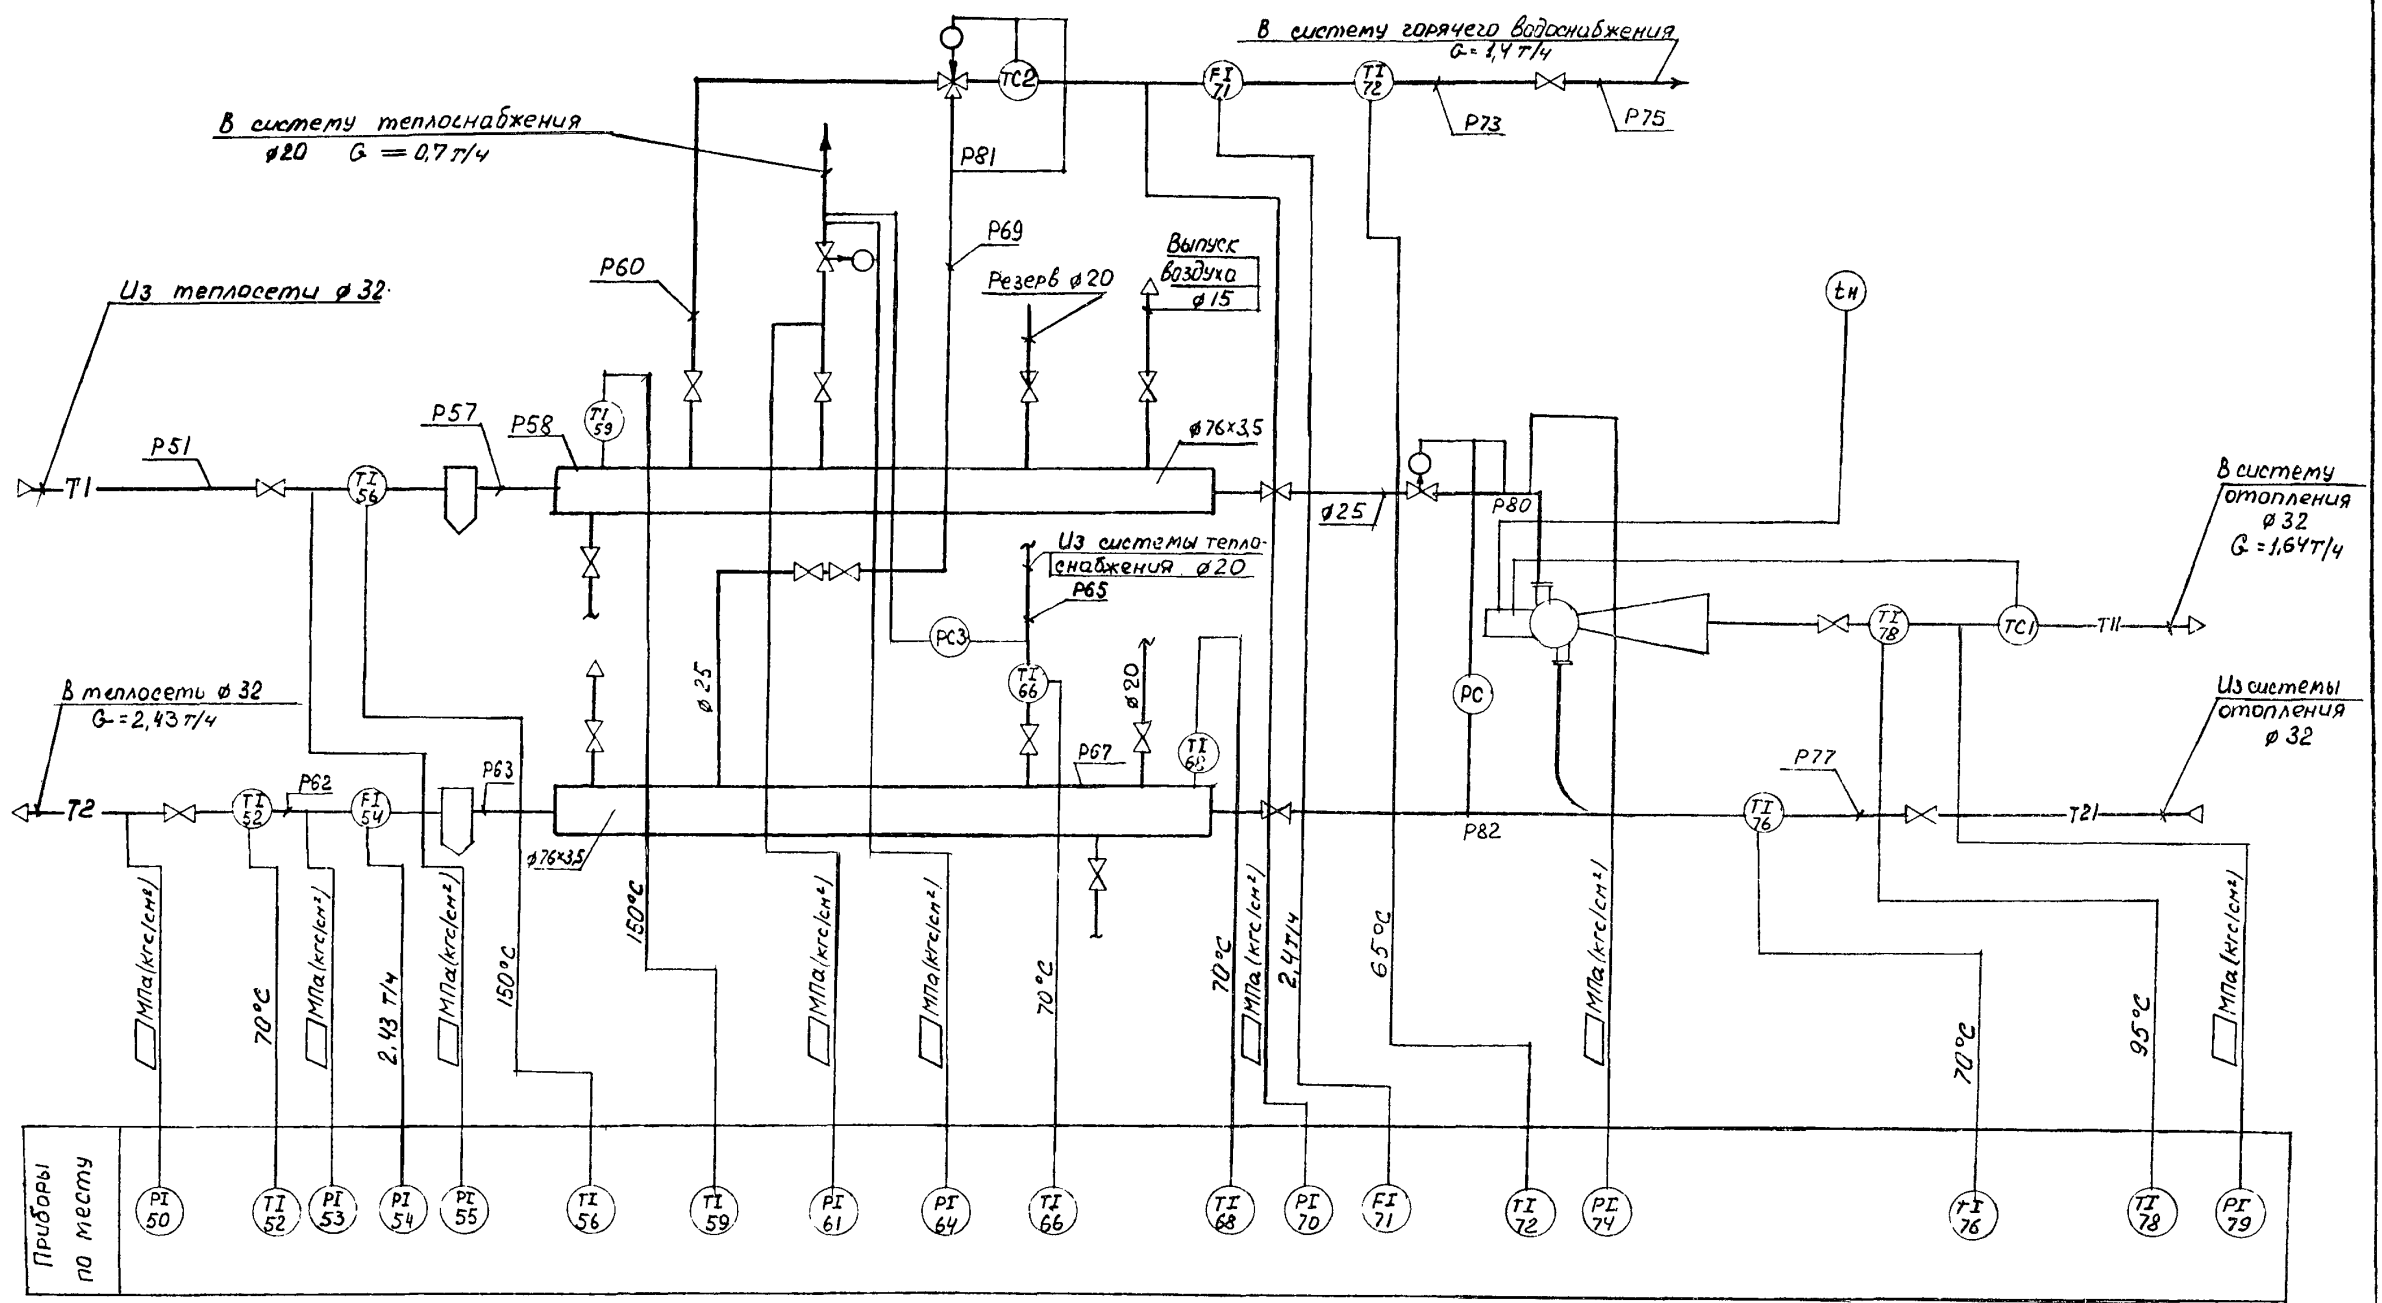 В систему горячего водоснабжения
G=1,4 т/ч
TC2
FI
71
TI
72
P73
P75
В систему теплоснабжения
ø20 G = 0,7 т/ч
P81
P69
P60
Выпуск
воздуха
ø15
Резерв ø20
tн
Из теплосети ø32
P51
P57
P58
TI
59
ø76×3,5
T1
TI
56
ø25
P80
В систему
отопления
ø32
G=1,64 т/ч
Из системы тепло-
снабжения ø20
P65
PC3
TI
66
ø25
ø20
TI
78
TC1
T11
PC
В теплосети ø32
G=2,43 т/ч
Из системы
отопления
ø32
TI
68
P67
P77
P62
P63
T2
TI
52
FI
54
ø76×3,5
P82
TI
76
T21
МПа(кгс/см²)
70°C
МПа(кгс/см²)
2,43 т/ч
МПа(кгс/см²)
150°C
150°C
МПа(кгс/см²)
МПа(кгс/см²)
70°C
70°C
МПа(кгс/см²)
2,4 т/ч
65°C
МПа(кгс/см²)
70°C
95°C
МПа(кгс/см²)
Приборы
по месту
PI
50
TI
52
PI
53
PI
54
PI
55
TI
56
TI
59
PI
61
PI
64
TI
66
TI
68
PI
70
FI
71
TI
72
PI
74
TI
76
TI
78
PI
79